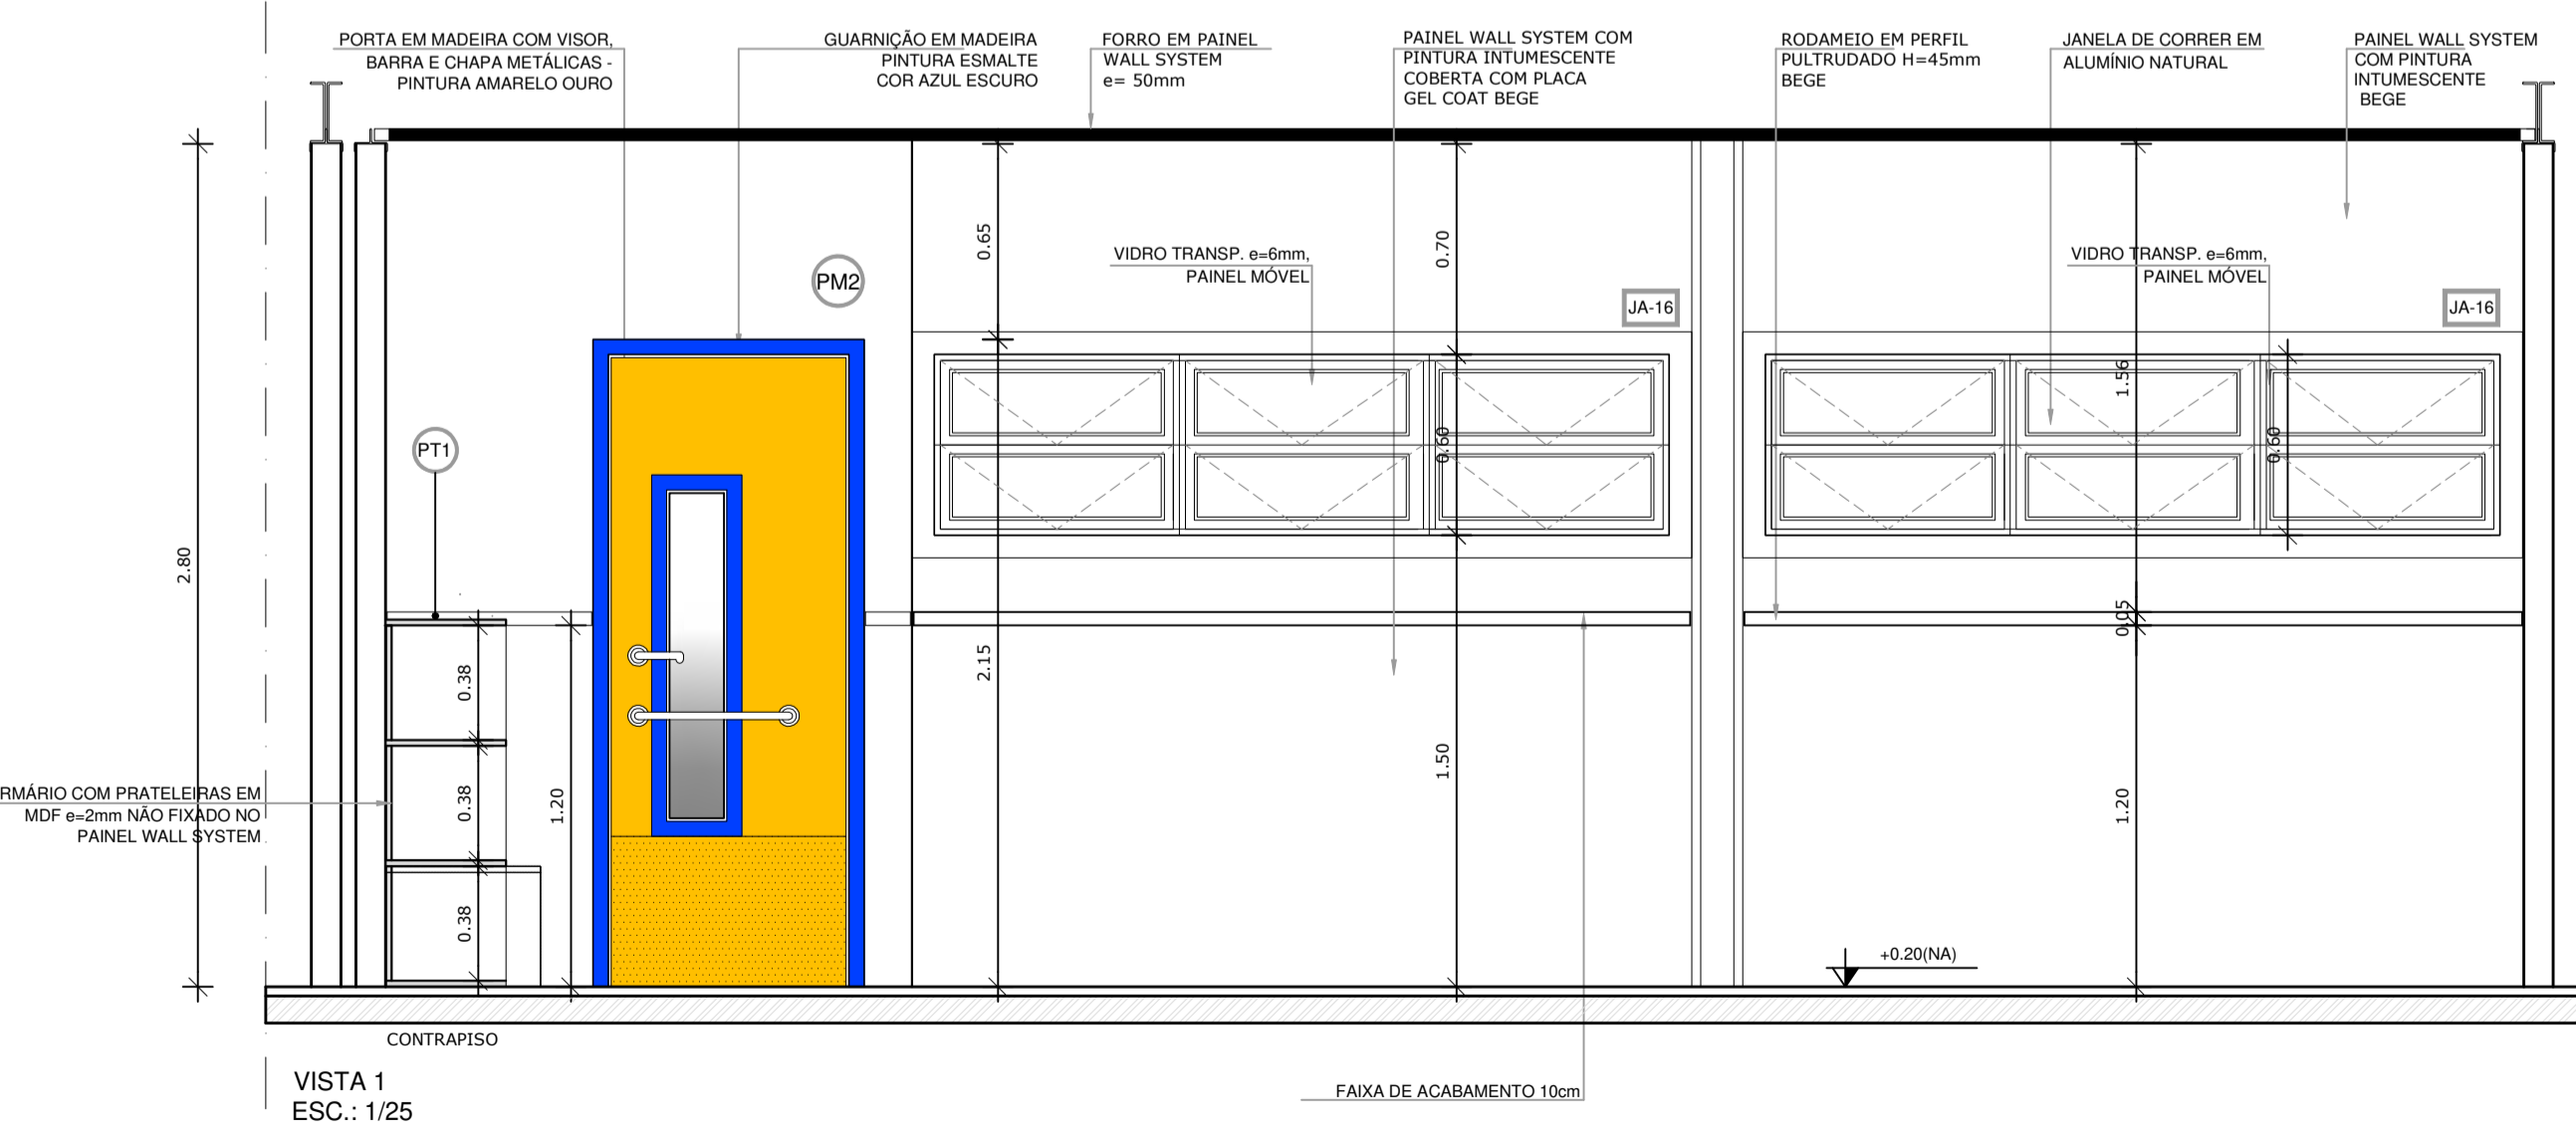 PORTA EM MADEIRA COM VISOR,
BARRA E CHAPA METÁLICAS -
PINTURA AMARELO OURO
GUARNIÇÃO EM MADEIRA
PINTURA ESMALTE
COR AZUL ESCURO
FORRO EM PAINEL
WALL SYSTEM
e= 50mm
PAINEL WALL SYSTEM COM
PINTURA INTUMESCENTE
COBERTA COM PLACA
GEL COAT BEGE
RODAMEIO EM PERFIL
PULTRUDADO H=45mm
BEGE
JANELA DE CORRER EM
ALUMÍNIO NATURAL
PAINEL WALL SYSTEM
COM PINTURA
INTUMESCENTE
BEGE
0.65
0.70
VIDRO TRANSP. e=6mm,
PAINEL MÓVEL
VIDRO TRANSP. e=6mm,
PAINEL MÓVEL
PM2
JA-16
JA-16
1.56
PT1
0.60
0.60
2.80
0.05
0.38
2.15
1.50
0.38
1.20
1.20
RMÁRIO COM PRATELEIRAS EM
MDF e=2mm NÃO FIXADO NO
PAINEL WALL SYSTEM
0.38
+0.20(NA)
CONTRAPISO
VISTA 1
ESC.: 1/25
FAIXA DE ACABAMENTO 10cm